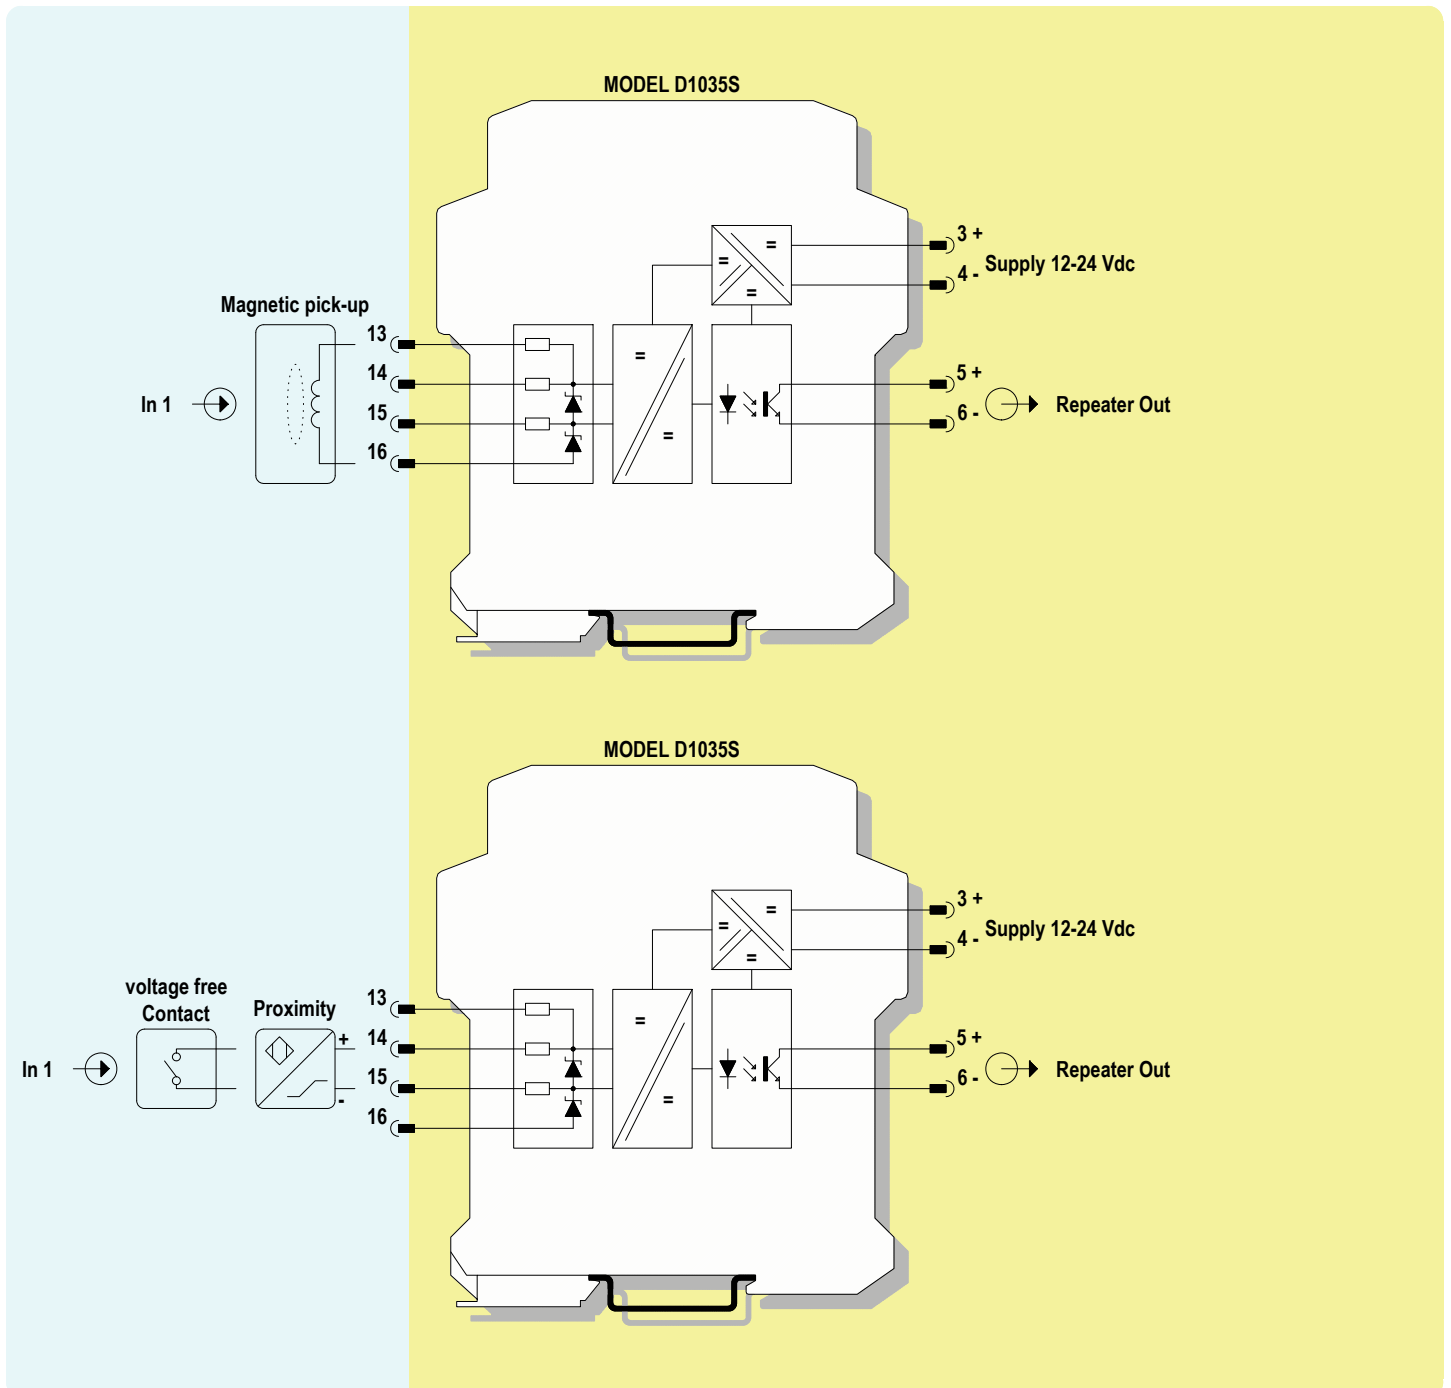 MODEL D1035S
3 +
Supply 12-24 Vdc
4 -
Magnetic pick-up
13
14
15
16
In 1
5 +
6 -
Repeater Out
MODEL D1035S
3 +
Supply 12-24 Vdc
4 -
voltage free
Contact
Proximity
13
+
14
15
-
16
In 1
5 +
6 -
Repeater Out